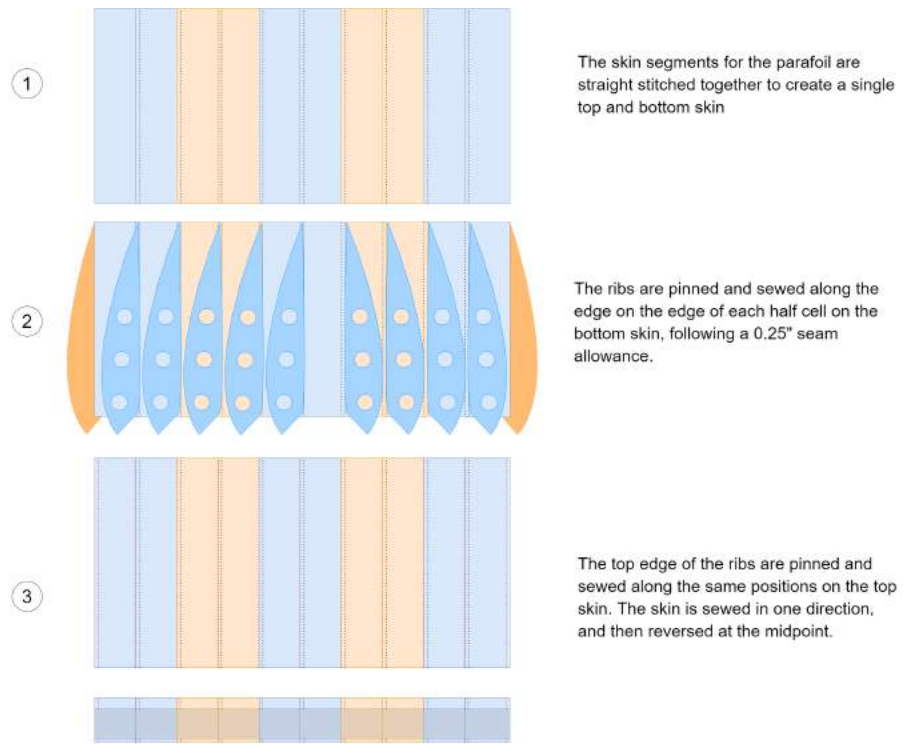 1
The skin segments for the parafoil are
straight stitched together to create a single
top and bottom skin
2
The ribs are pinned and sewed along the
edge on the edge of each half cell on the
bottom skin, following a 0.25" seam
allowance.
3
The top edge of the ribs are pinned and
sewed along the same positions on the top
skin. The skin is sewed in one direction,
and then reversed at the midpoint.